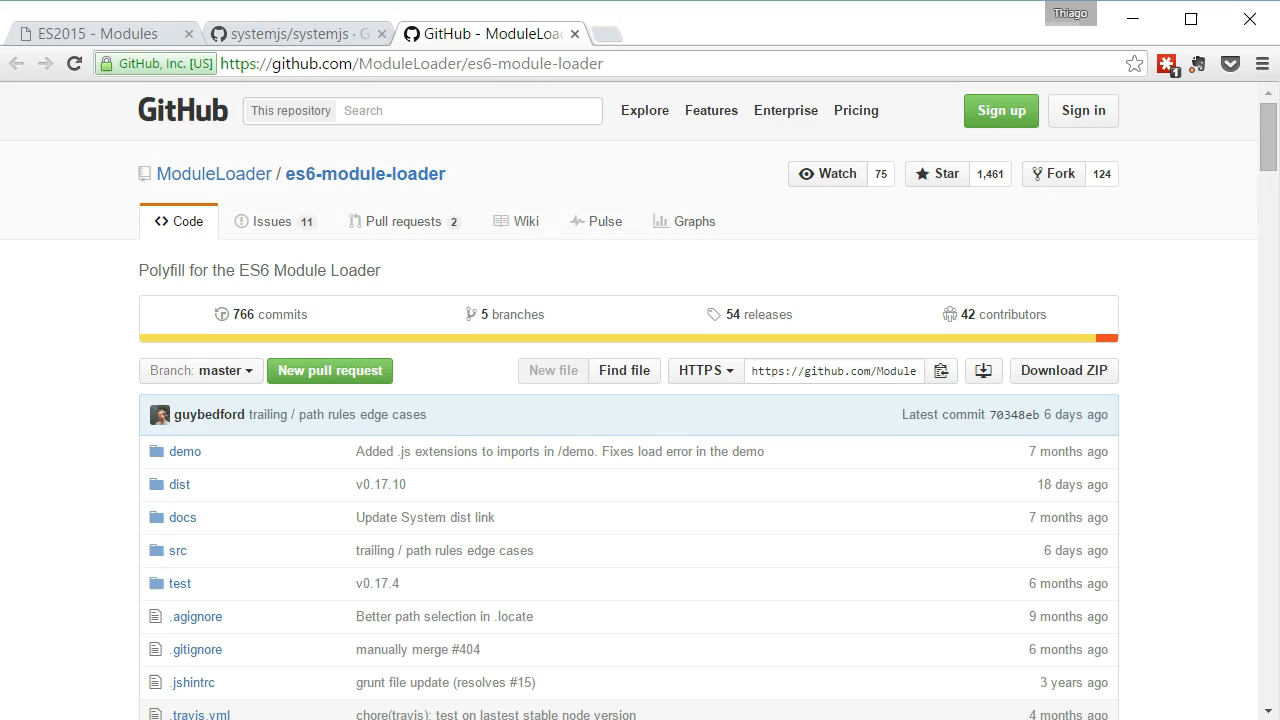 Thiago
ES2015 - Modules
systemjs/systemjs · G
GitHub - ModuleLoa
GitHub, Inc. [US] https://github.com/ModuleLoader/es6-module-loader
1
GitHub This repository Search Explore Features Enterprise Pricing Sign up Sign in
ModuleLoader / es6-module-loader Watch 75 Star 1,461 Fork 124
Code Issues 11 Pull requests 2 Wiki Pulse Graphs
Polyfill for the ES6 Module Loader
766 commits 5 branches 54 releases 42 contributors
Branch: master New pull request New file Find file HTTPS https://github.com/Module Download ZIP
guybedford trailing / path rules edge cases Latest commit 70348eb 6 days ago
demo Added .js extensions to imports in /demo. Fixes load error in the demo 7 months ago
dist v0.17.10 18 days ago
docs Update System dist link 7 months ago
src trailing / path rules edge cases 6 days ago
test v0.17.4 6 months ago
.agignore Better path selection in .locate 9 months ago
.gitignore manually merge #404 6 months ago
.jshintrc grunt file update (resolves #15) 3 years ago
.travis.yml chore(travis): test on lastest stable node version 4 months ago